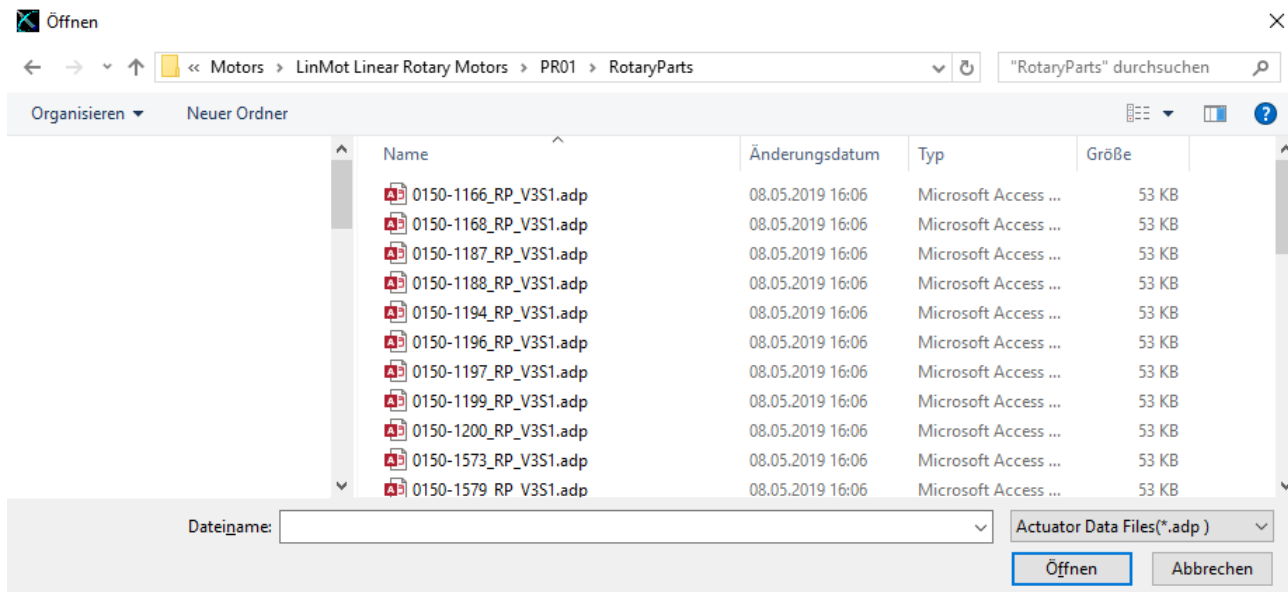 Öffnen
« Motors > LinMot Linear Rotary Motors > PR01 > RotaryParts "RotaryParts" durchsuchen
Organisieren Neuer Ordner ?
Name Änderungsdatum Typ Größe
0150-1166_RP_V3S1.adp 08.05.2019 16:06 Microsoft Access ... 53 KB
0150-1168_RP_V3S1.adp 08.05.2019 16:06 Microsoft Access ... 53 KB
0150-1187_RP_V3S1.adp 08.05.2019 16:06 Microsoft Access ... 53 KB
0150-1188_RP_V3S1.adp 08.05.2019 16:06 Microsoft Access ... 53 KB
0150-1194_RP_V3S1.adp 08.05.2019 16:06 Microsoft Access ... 53 KB
0150-1196_RP_V3S1.adp 08.05.2019 16:06 Microsoft Access ... 53 KB
0150-1197_RP_V3S1.adp 08.05.2019 16:06 Microsoft Access ... 53 KB
0150-1199_RP_V3S1.adp 08.05.2019 16:06 Microsoft Access ... 53 KB
0150-1200_RP_V3S1.adp 08.05.2019 16:06 Microsoft Access ... 53 KB
0150-1573_RP_V3S1.adp 08.05.2019 16:06 Microsoft Access ... 53 KB
0150-1579_RP_V3S1.adp 08.05.2019 16:06 Microsoft Access ... 53 KB
Dateiname: Actuator Data Files(*.adp )
Öffnen Abbrechen